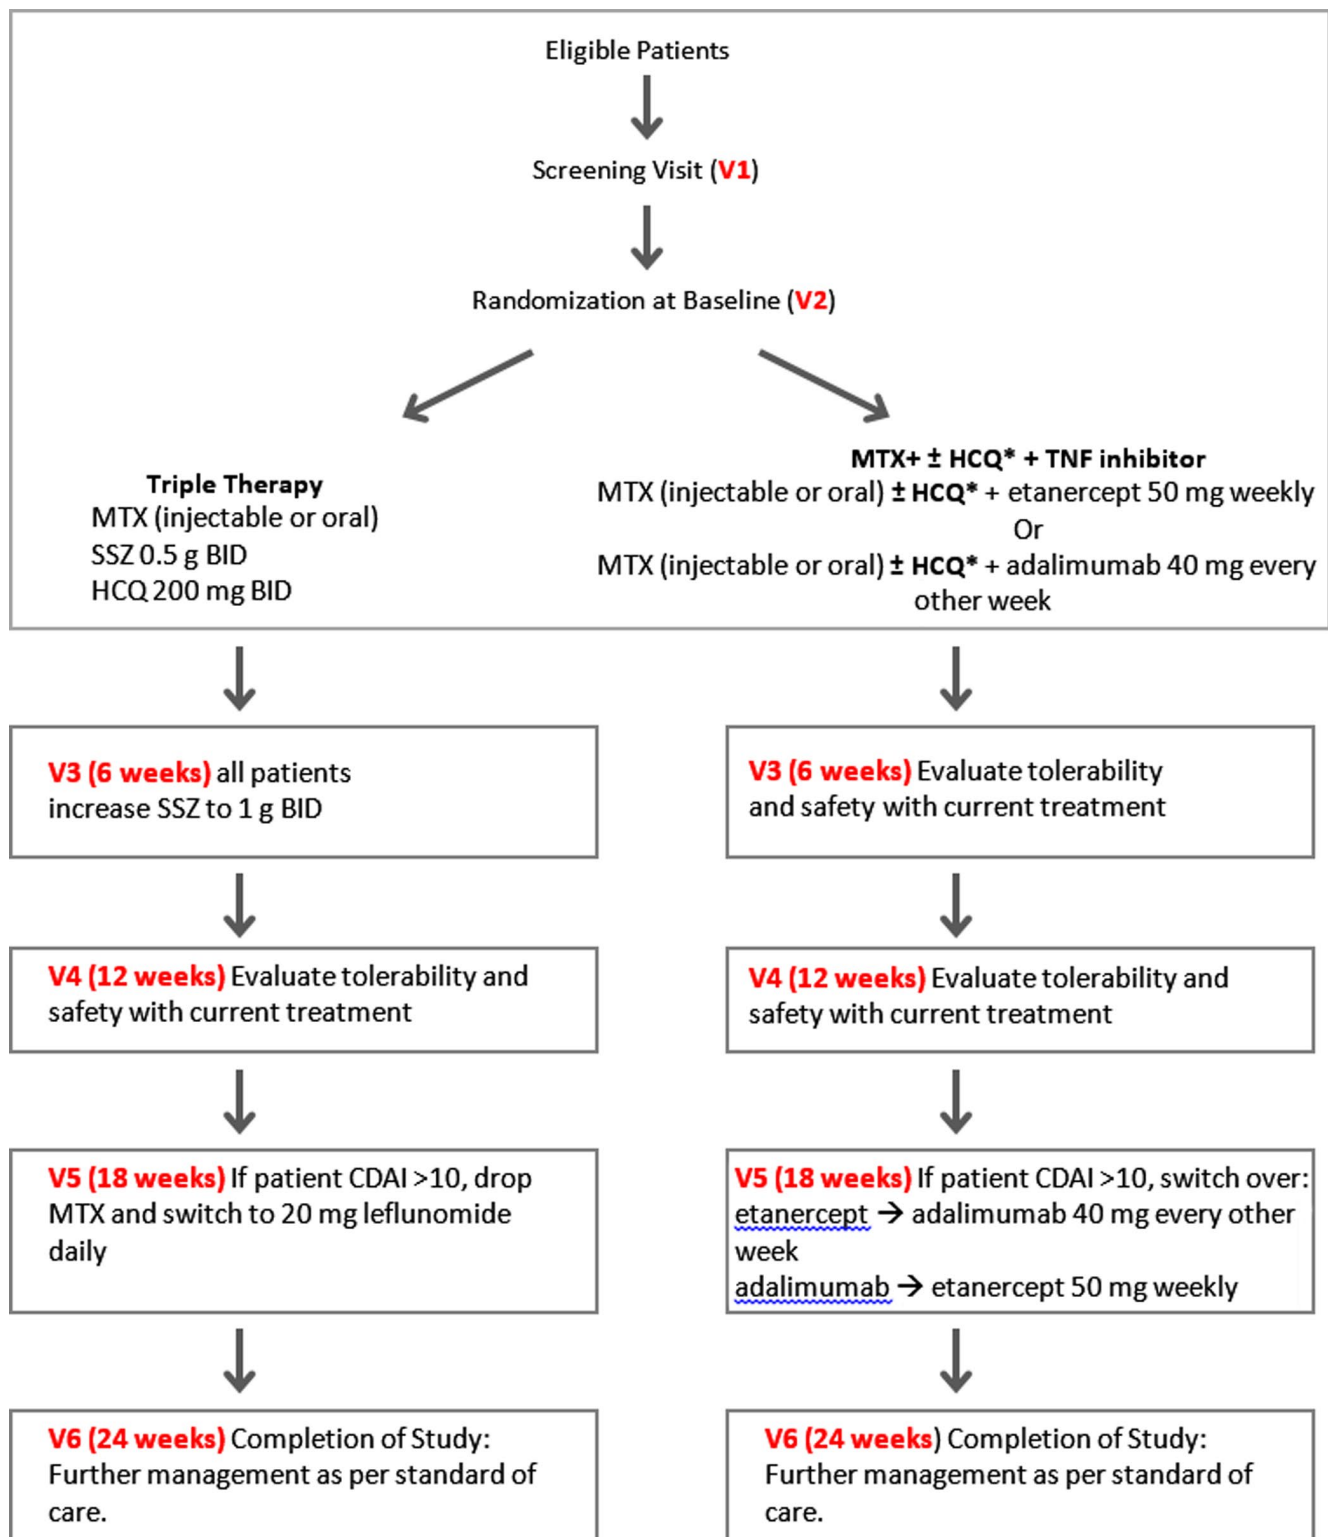 Eligible Patients
Screening Visit (V1)
Randomization at Baseline (V2)
Triple Therapy
MTX (injectable or oral)
SSZ 0.5 g BID
HCQ 200 mg BID
MTX+ ± HCQ* + TNF inhibitor
MTX (injectable or oral) ± HCQ* + etanercept 50 mg weekly
Or
MTX (injectable or oral) ± HCQ* + adalimumab 40 mg every
other week
V3 (6 weeks) all patients
increase SSZ to 1 g BID
V3 (6 weeks) Evaluate tolerability
and safety with current treatment
V4 (12 weeks) Evaluate tolerability and
safety with current treatment
V4 (12 weeks) Evaluate tolerability and
safety with current treatment
V5 (18 weeks) If patient CDAI >10, drop
MTX and switch to 20 mg leflunomide
daily
V5 (18 weeks) If patient CDAI >10, switch over:
etanercept → adalimumab 40 mg every other
week
adalimumab → etanercept 50 mg weekly
V6 (24 weeks) Completion of Study:
Further management as per standard of
care.
V6 (24 weeks) Completion of Study:
Further management as per standard of
care.